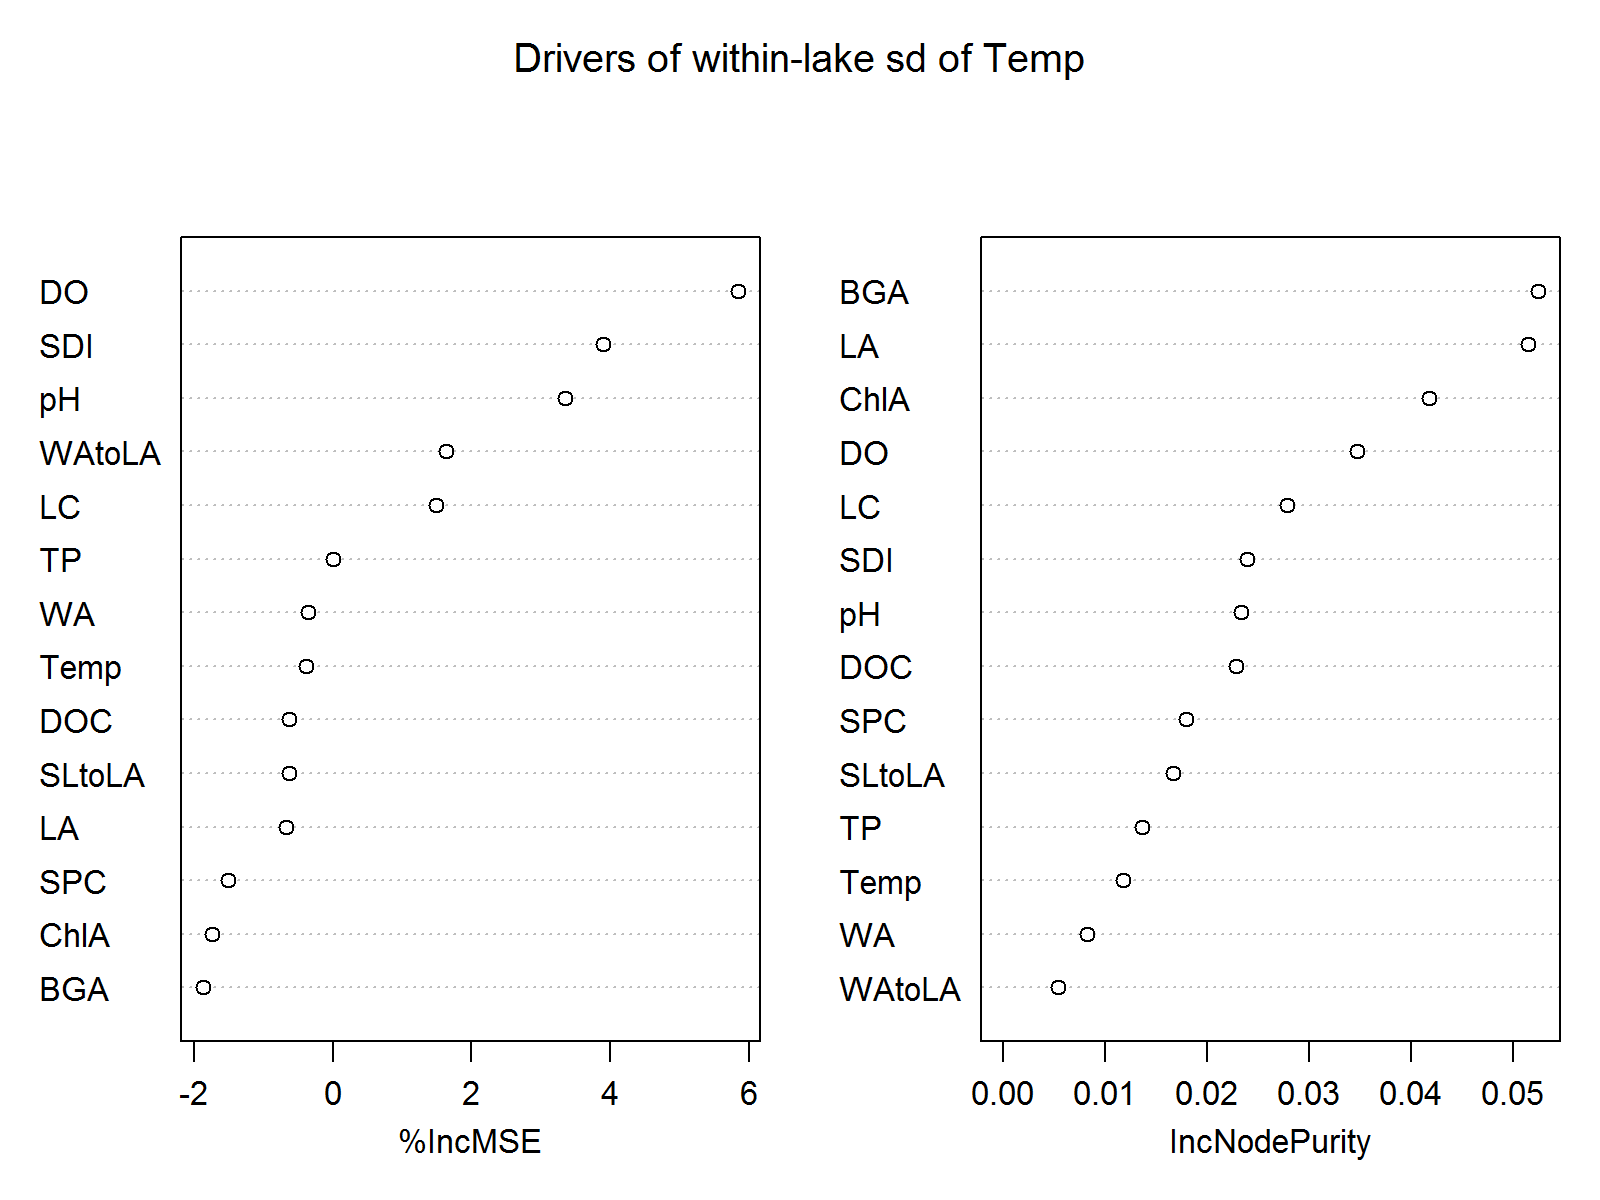 Drivers of within-lake sd of Temp
DO
SDI
pH
WAtoLA
LC
TP
WA
Temp
DOC
SLtoLA
LA
SPC
ChlA
BGA
-2 0 2 4 6
%IncMSE
BGA
LA
ChlA
DO
LC
SDI
pH
DOC
SPC
SLtoLA
TP
Temp
WA
WAtoLA
0.00 0.01 0.02 0.03 0.04 0.05
IncNodePurity